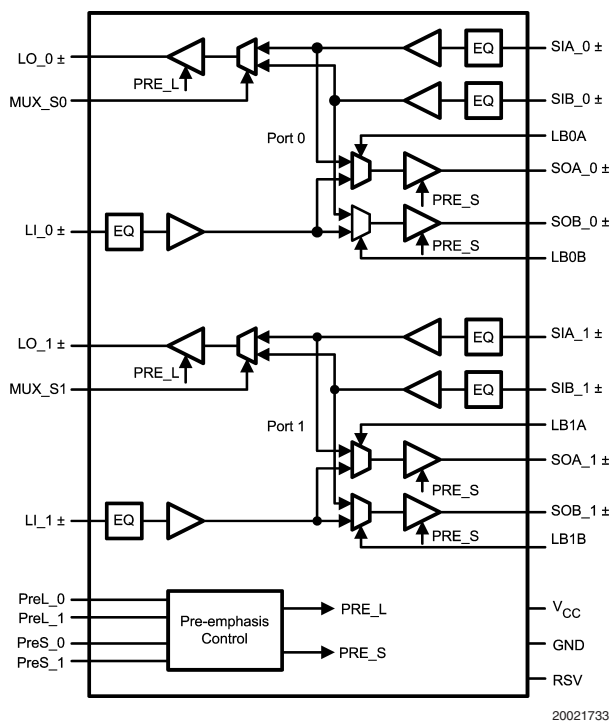 LO_0 ±
PRE_L
MUX_S0
EQ
SIA_0 ±
EQ
SIB_0 ±
Port 0
LB0A
SOA_0 ±
PRE_S
SOB_0 ±
PRE_S
LI_0 ±
EQ
LB0B
LO_1 ±
PRE_L
MUX_S1
EQ
SIA_1 ±
EQ
SIB_1 ±
Port 1
LB1A
SOA_1 ±
PRE_S
SOB_1 ±
PRE_S
LI_1 ±
EQ
LB1B
PreL_0
PreL_1
PreS_0
PreS_1
Pre-emphasis
Control
PRE_L
PRE_S
VCC
GND
RSV
20021733